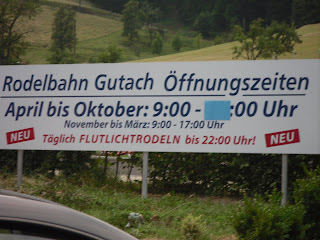 Rodelbahn Gutach Öffnungszeiten
April bis Oktober: 9:00 - :00 Uhr
November bis März: 9:00 - 17:00 Uhr
NEU Täglich FLUTLICHTRODELN bis 22:00 Uhr! NEU